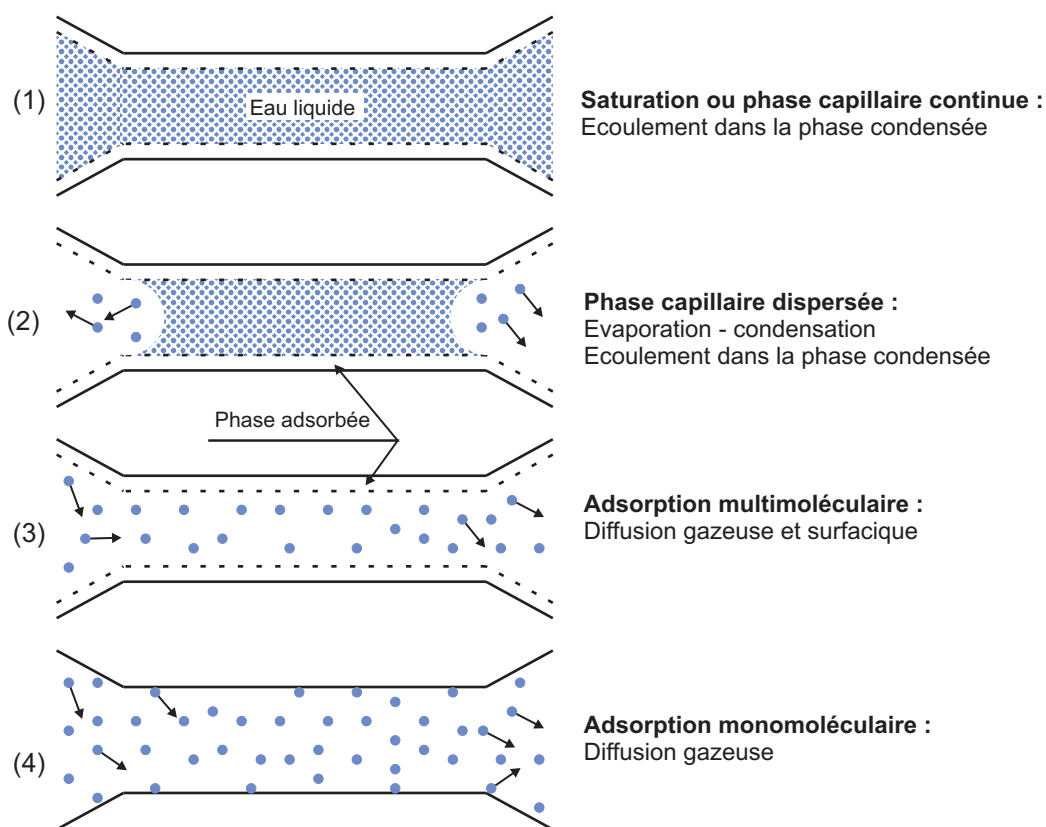 (1)
Eau liquide
Saturation ou phase capillaire continue :
Ecoulement dans la phase condensée
(2)
Phase capillaire dispersée :
Evaporation - condensation
Ecoulement dans la phase condensée
Phase adsorbée
(3)
Adsorption multimoléculaire :
Diffusion gazeuse et surfacique
(4)
Adsorption monomoléculaire :
Diffusion gazeuse